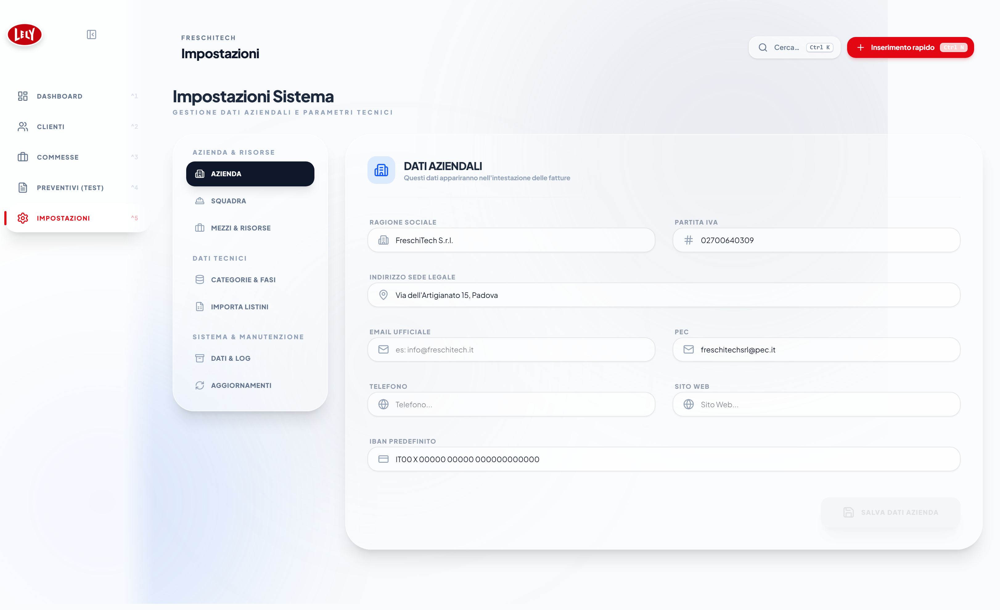 LELY
DASHBOARD ^1
CLIENTI ^2
COMMESSE ^3
PREVENTIVI (TEST) ^4
IMPOSTAZIONI ^5
FRESCHITECH
Impostazioni
Cerca... Ctrl K
Inserimento rapido Ctrl N
Impostazioni Sistema
GESTIONE DATI AZIENDALI E PARAMETRI TECNICI
AZIENDA & RISORSE
AZIENDA
SQUADRA
MEZZI & RISORSE
DATI TECNICI
CATEGORIE & FASI
IMPORTA LISTINI
SISTEMA & MANUTENZIONE
DATI & LOG
AGGIORNAMENTI
DATI AZIENDALI
Questi dati appariranno nell'intestazione delle fatture
RAGIONE SOCIALE
FreschiTech S.r.l.
PARTITA IVA
02700640309
INDIRIZZO SEDE LEGALE
Via dell'Artigianato 15, Padova
EMAIL UFFICIALE
es: info@freschitech.it
PEC
freschitechsrl@pec.it
TELEFONO
Telefono...
SITO WEB
Sito Web...
IBAN PREDEFINITO
IT00 X 00000 00000 000000000000
SALVA DATI AZIENDA